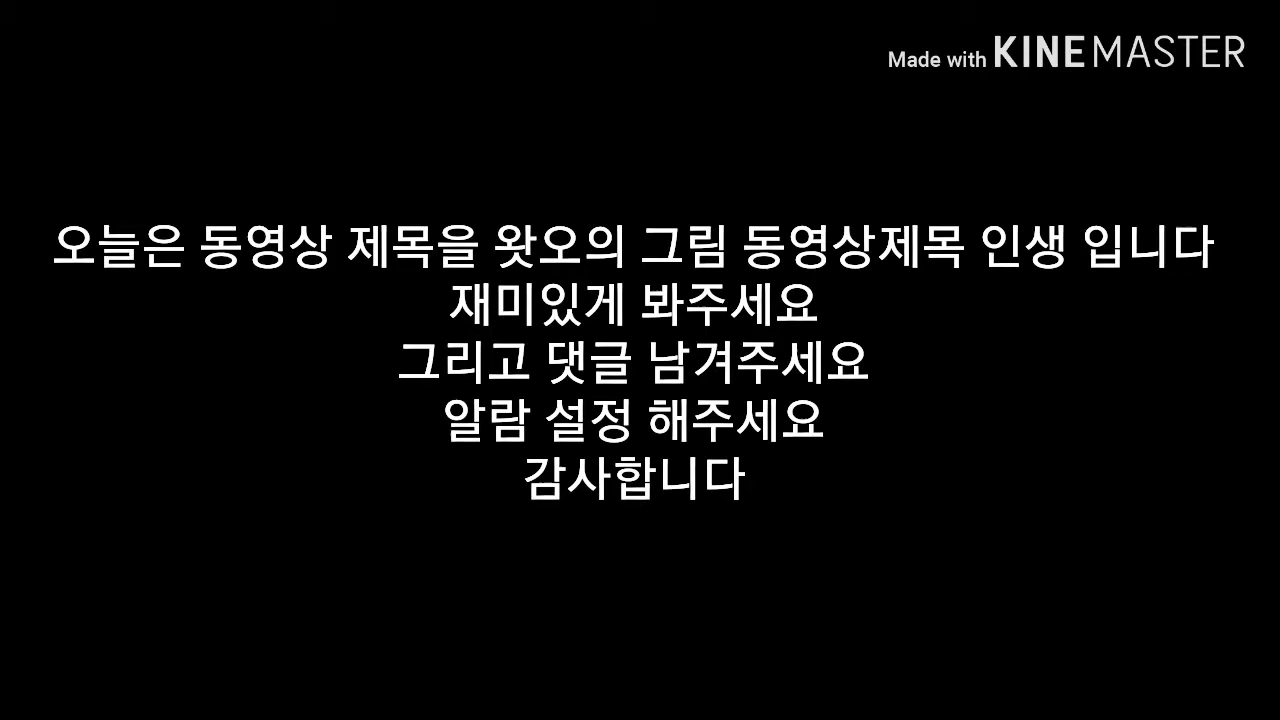 Made with KINEMASTER
오늘은 동영상 제목을 왓오의 그림 동영상제목 인생 입니다
재미있게 봐주세요
그리고 댓글 남겨주세요
알람 설정 해주세요
감사합니다